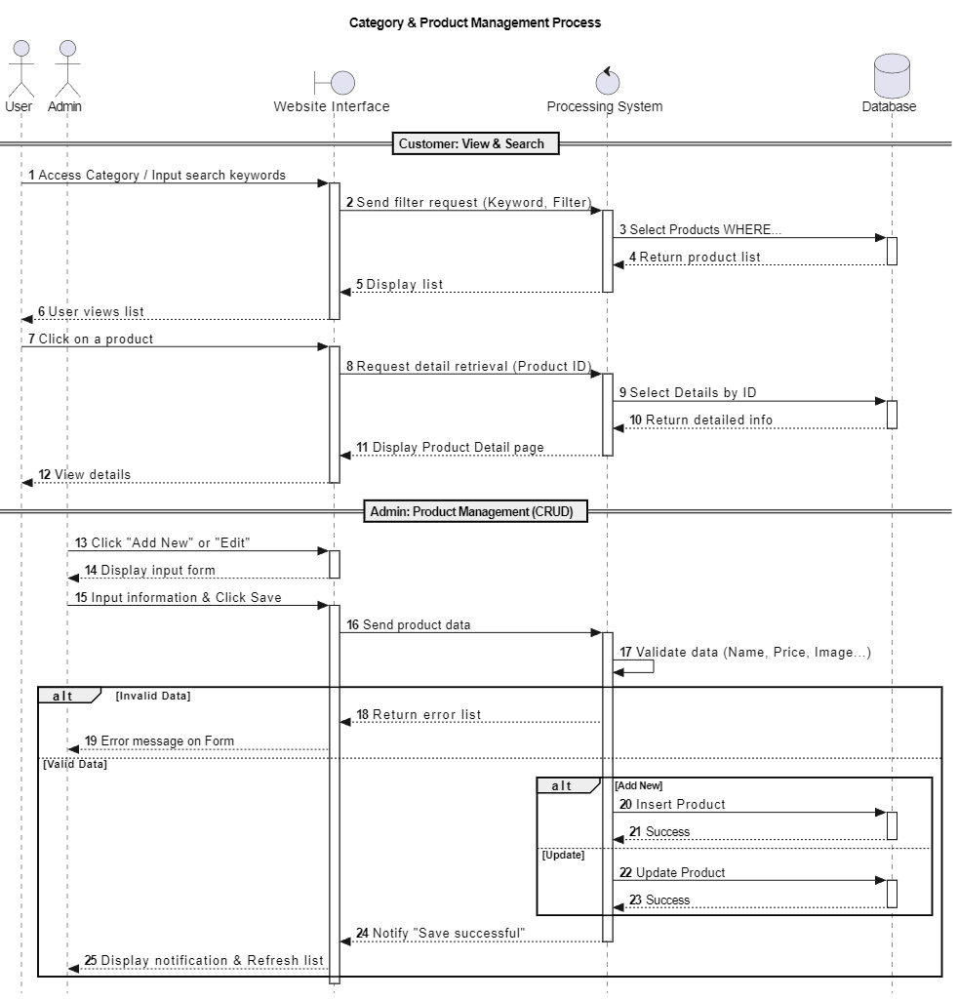 Category & Product Management Process
User
Admin
Website Interface
Processing System
Database
Customer: View & Search
1 Access Category / Input search keywords
2 Send filter request (Keyword, Filter)
3 Select Products WHERE...
4 Return product list
5 Display list
6 User views list
7 Click on a product
8 Request detail retrieval (Product ID)
9 Select Details by ID
10 Return detailed info
11 Display Product Detail page
12 View details
Admin: Product Management (CRUD)
13 Click "Add New" or "Edit"
14 Display input form
15 Input information & Click Save
16 Send product data
17 Validate data (Name, Price, Image...)
alt [Invalid Data]
18 Return error list
19 Error message on Form
[Valid Data]
alt [Add New]
20 Insert Product
21 Success
[Update]
22 Update Product
23 Success
24 Notify "Save successful"
25 Display notification & Refresh list